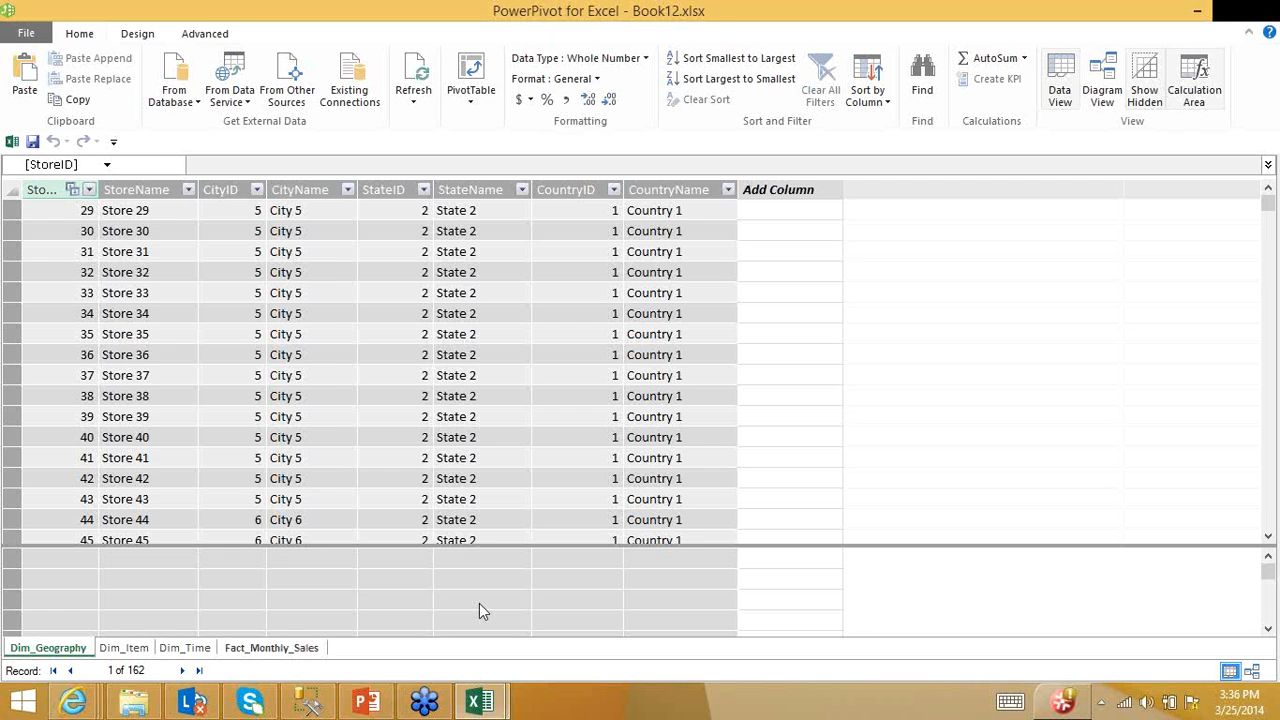 PowerPivot for Excel - Book12.xlsx
File
Home
Design
Advanced
Paste
Paste Append
Paste Replace
Copy
Clipboard
From Database
From Data Service
From Other Sources
Existing Connections
Get External Data
Refresh
PivotTable
Data Type : Whole Number
Format : General
$ % ,
Formatting
Sort Smallest to Largest
Sort Largest to Smallest
Clear Sort
Clear All Filters
Sort by Column
Sort and Filter
Find
Find
AutoSum
Create KPI
Calculations
Data View
Diagram View
Show Hidden
Calculation Area
View
[StoreID]
Sto... StoreName CityID CityName StateID StateName CountryID CountryName Add Column
29 Store 29 5 City 5 2 State 2 1 Country 1
30 Store 30 5 City 5 2 State 2 1 Country 1
31 Store 31 5 City 5 2 State 2 1 Country 1
32 Store 32 5 City 5 2 State 2 1 Country 1
33 Store 33 5 City 5 2 State 2 1 Country 1
34 Store 34 5 City 5 2 State 2 1 Country 1
35 Store 35 5 City 5 2 State 2 1 Country 1
36 Store 36 5 City 5 2 State 2 1 Country 1
37 Store 37 5 City 5 2 State 2 1 Country 1
38 Store 38 5 City 5 2 State 2 1 Country 1
39 Store 39 5 City 5 2 State 2 1 Country 1
40 Store 40 5 City 5 2 State 2 1 Country 1
41 Store 41 5 City 5 2 State 2 1 Country 1
42 Store 42 5 City 5 2 State 2 1 Country 1
43 Store 43 5 City 5 2 State 2 1 Country 1
44 Store 44 6 City 6 2 State 2 1 Country 1
45 Store 45 6 City 6 2 State 2 1 Country 1
Dim_Geography Dim_Item Dim_Time Fact_Monthly_Sales
Record: 1 of 162
3:36 PM
3/25/2014